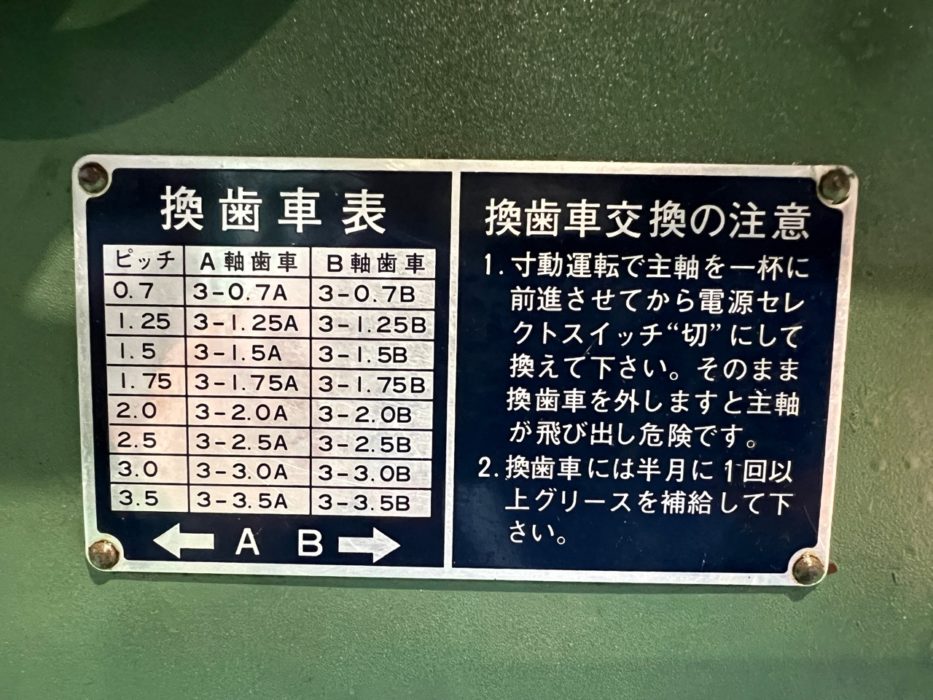 換歯車表
ピッチ A軸歯車 B軸歯車
0.7 3-0.7A 3-0.7B
1.25 3-1.25A 3-1.25B
1.5 3-1.5A 3-1.5B
1.75 3-1.75A 3-1.75B
2.0 3-2.0A 3-2.0B
2.5 3-2.5A 3-2.5B
3.0 3-3.0A 3-3.0B
3.5 3-3.5A 3-3.5B
← A B →
換歯車交換の注意
1. 寸動運転で主軸を一杯に
前進させてから電源セレ
クトスイッチ“切”にして
換えて下さい。そのまま
換歯車を外しますと主軸
が飛び出し危険です。
2. 換歯車には半月に1回以
上グリースを補給して下
さい。